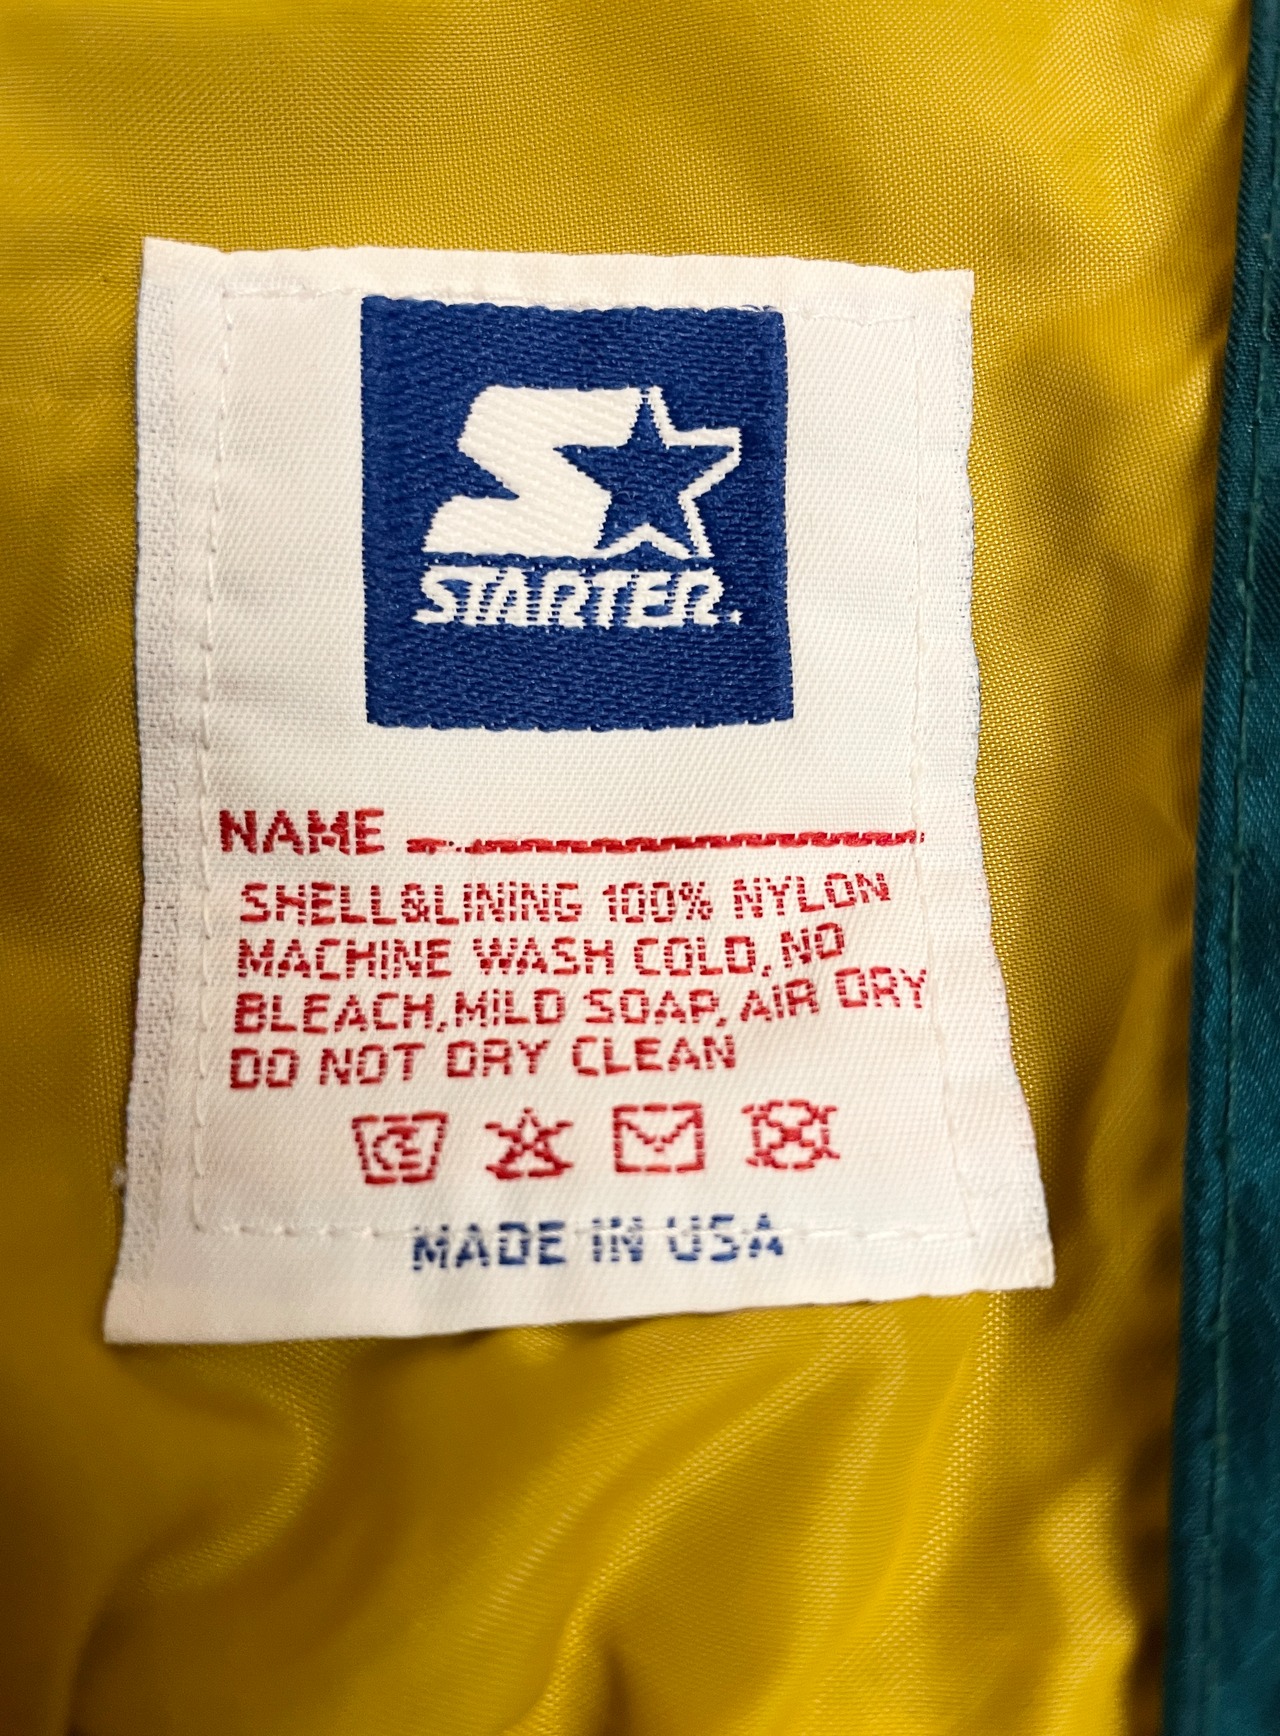 STARTER.
NAME
SHELL&LINING 100% NYLON
MACHINE WASH COLD, NO
BLEACH, MILD SOAP, AIR DRY
DO NOT DRY CLEAN
MADE IN USA